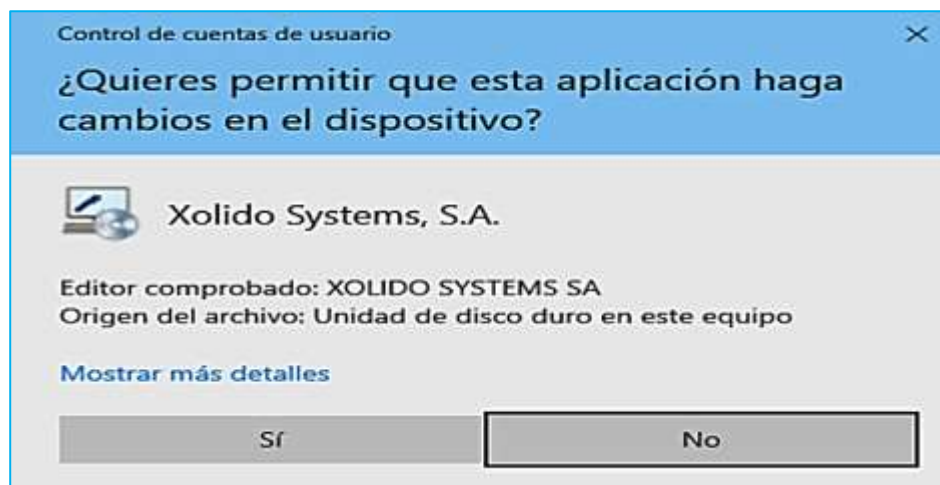 Control de cuentas de usuario
¿Quieres permitir que esta aplicación haga
cambios en el dispositivo?
Xolido Systems, S.A.
Editor comprobado: XOLIDO SYSTEMS SA
Origen del archivo: Unidad de disco duro en este equipo
Mostrar más detalles
Sí
No